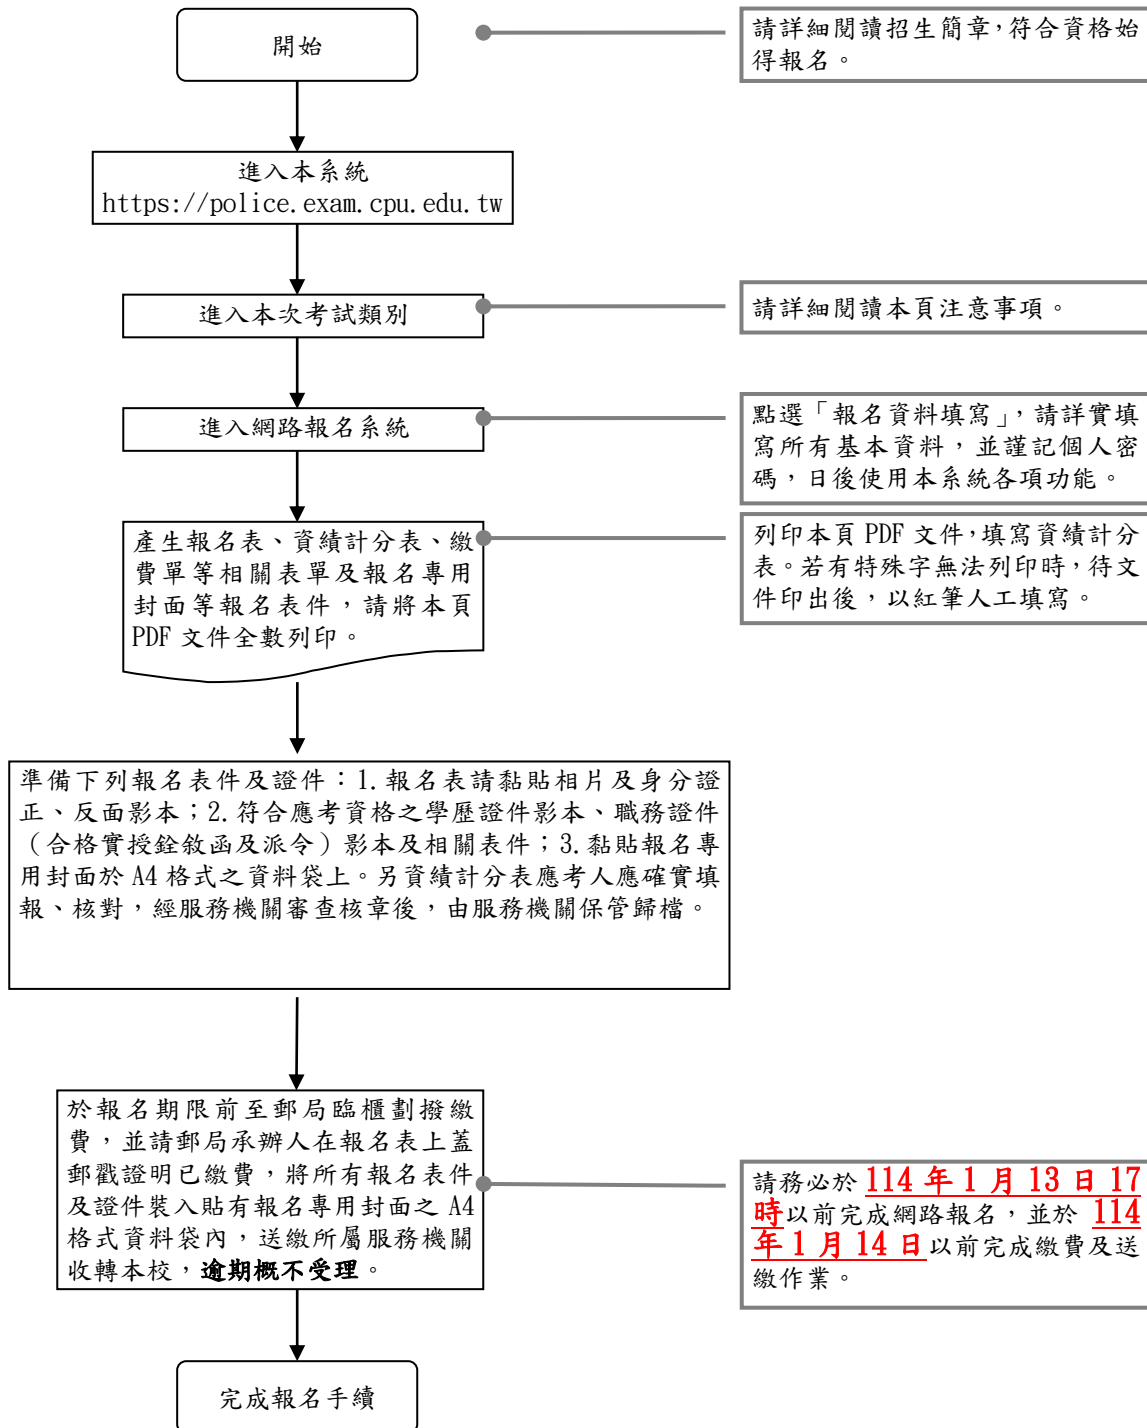 開始
請詳細閱讀招生簡章，符合資格始
得報名。
進入本系統
https://police.exam.cpu.edu.tw
進入本次考試類別
請詳細閱讀本頁注意事項。
進入網路報名系統
點選「報名資料填寫」，請詳實填
寫所有基本資料，並謹記個人密
碼，日後使用本系統各項功能。
產生報名表、資績計分表、繳
費單等相關表單及報名專用
封面等報名表件，請將本頁
PDF 文件全數列印。
列印本頁 PDF 文件，填寫資績計分
表。若有特殊字無法列印時，待文
件印出後，以紅筆人工填寫。
準備下列報名表件及證件：1.報名表請黏貼相片及身分證
正、反面影本；2.符合應考資格之學歷證件影本、職務證件
（合格實授銓敘函及派令）影本及相關表件；3.黏貼報名專
用封面於 A4 格式之資料袋上。另資績計分表應考人應確實填
報、核對，經服務機關審查核章後，由服務機關保管歸檔。
於報名期限前至郵局臨櫃劃撥繳
費，並請郵局承辦人在報名表上蓋
郵戳證明已繳費，將所有報名表件
及證件裝入貼有報名專用封面之 A4
格式資料袋內，送繳所屬服務機關
收轉本校，逾期概不受理。
請務必於 114 年 1 月 13 日 17
時以前完成網路報名，並於 114
年 1 月 14 日以前完成繳費及送
繳作業。
完成報名手續